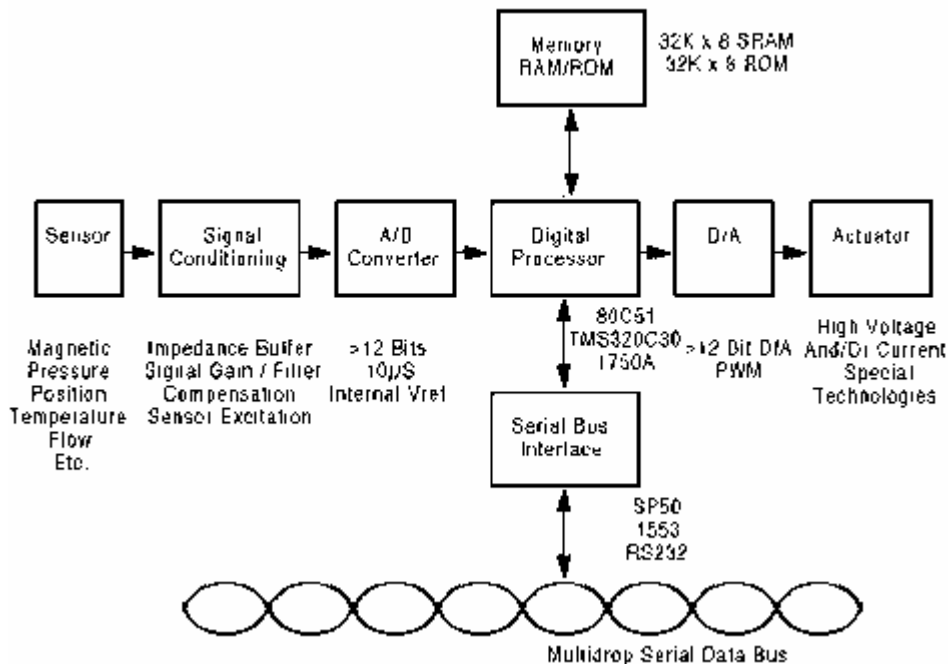 Memory
RAM/ROM
32K x 8 SRAM
32K x 8 ROM
Sensor
Signal
Conditioning
A/D
Converter
Digital
Processor
D/A
Actuator
Magnetic
Pressure
Position
Temperature
Flow
Etc.
Impedance Buffer
Signal Gain / Filter
Compensation
Sensor Excitation
>12 Bits
10µS
Internal Vref
80C51
TMS320C30
1750A
>12 Bit D/A
PWM
High Voltage
And/Or Current
Special
Technologies
Serial Bus
Interface
SP50
1553
RS232
Multidrop Serial Data Bus